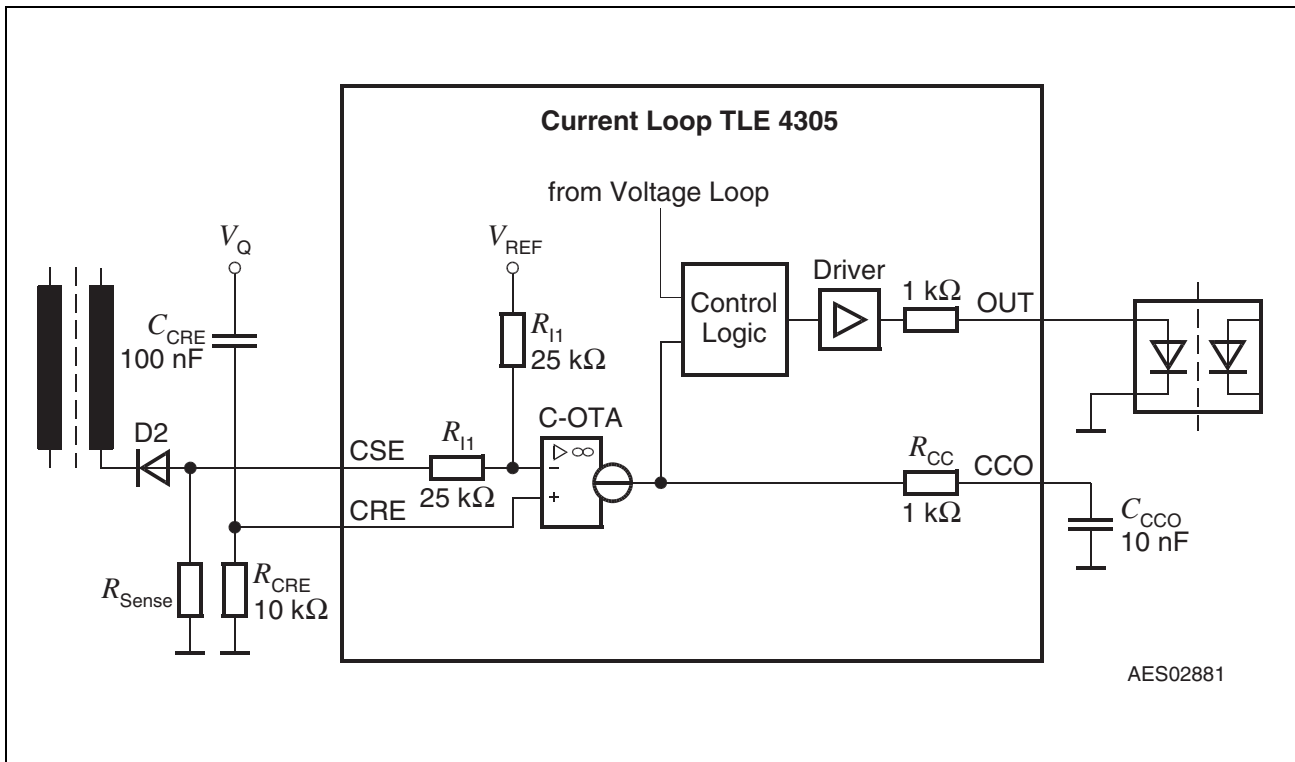 Current Loop TLE 4305
from Voltage Loop
V_Q
V_REF
Driver
1 kΩ
OUT
Control
Logic
C_CRE
100 nF
R_I1
25 kΩ
C-OTA
D2
CSE
R_I1
25 kΩ
▷ ∞
−
+
CRE
R_CC
1 kΩ
CCO
C_CCO
10 nF
R_Sense
R_CRE
10 kΩ
AES02881